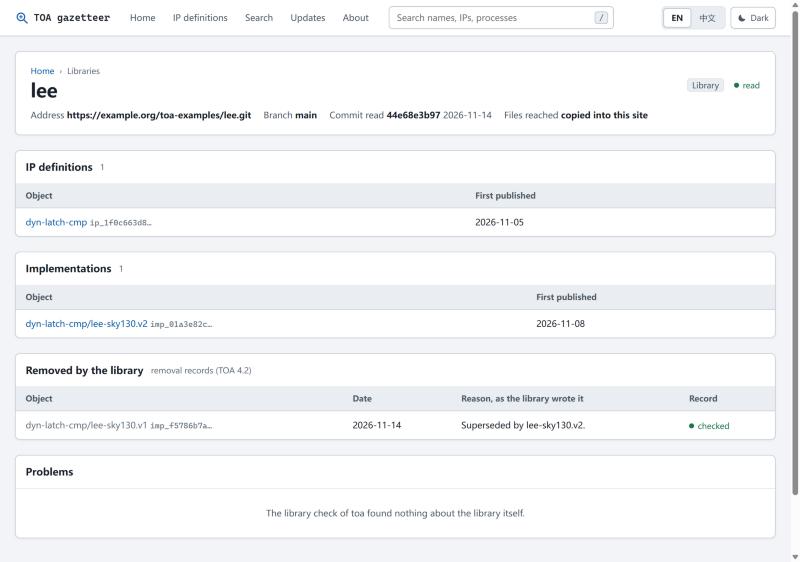 TOA gazetteer
Home
IP definitions
Search
Updates
About
Search names, IPs, processes
/
EN
中文
Dark
Home › Libraries
lee
Library
read
Address https://example.org/toa-examples/lee.git Branch main Commit read 44e68e3b97 2026-11-14 Files reached copied into this site
IP definitions 1
Object First published
dyn-latch-cmp ip_1f0c663d8… 2026-11-05
Implementations 1
Object First published
dyn-latch-cmp/lee-sky130.v2 imp_01a3e82c… 2026-11-08
Removed by the library removal records (TOA 4.2)
Object Date Reason, as the library wrote it Record
dyn-latch-cmp/lee-sky130.v1 imp_f5786b7a… 2026-11-14 Superseded by lee-sky130.v2. checked
Problems
The library check of toa found nothing about the library itself.